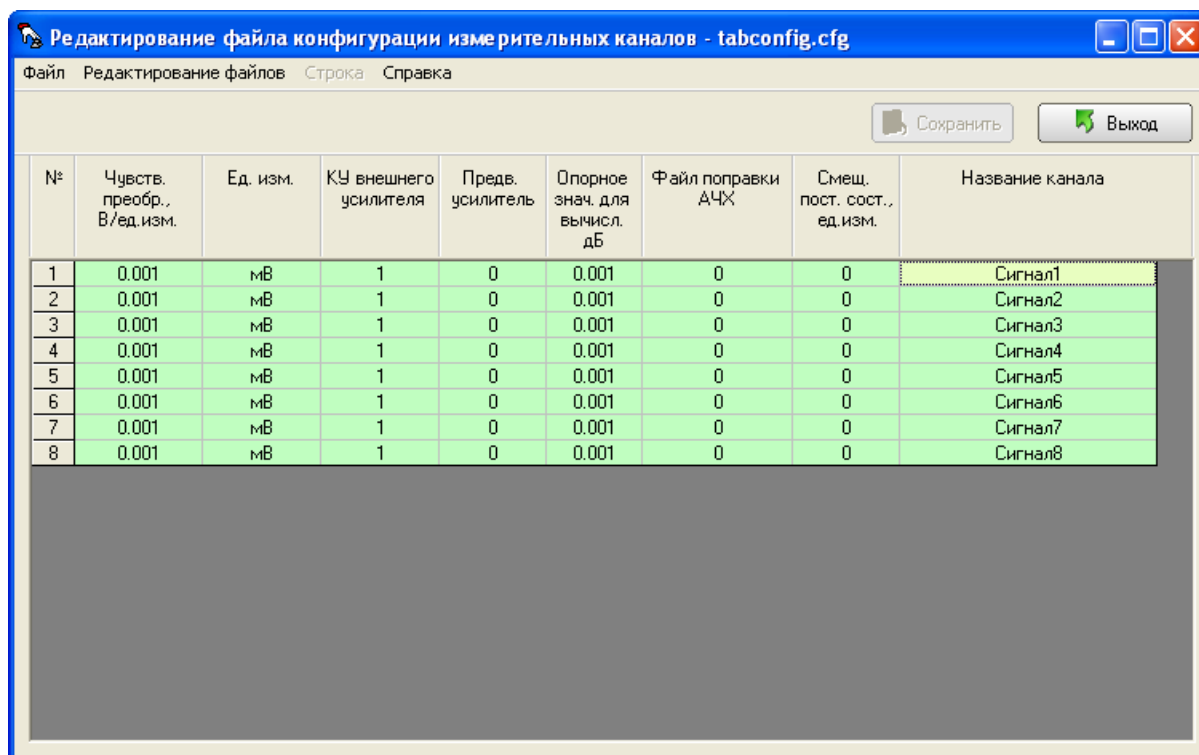 Редактирование файла конфигурации измерительных каналов - tabconfig.cfg
Файл Редактирование файлов Строка Справка
Сохранить Выход
№ Чувств. преобр., В/ед.изм. Ед. изм. КУ внешнего усилителя Предв. усилитель Опорное знач. для вычисл. дБ Файл поправки АЧХ Смещ. пост. сост., ед.изм. Название канала
1 0.001 мВ 1 0 0.001 0 0 Сигнал1
2 0.001 мВ 1 0 0.001 0 0 Сигнал2
3 0.001 мВ 1 0 0.001 0 0 Сигнал3
4 0.001 мВ 1 0 0.001 0 0 Сигнал4
5 0.001 мВ 1 0 0.001 0 0 Сигнал5
6 0.001 мВ 1 0 0.001 0 0 Сигнал6
7 0.001 мВ 1 0 0.001 0 0 Сигнал7
8 0.001 мВ 1 0 0.001 0 0 Сигнал8